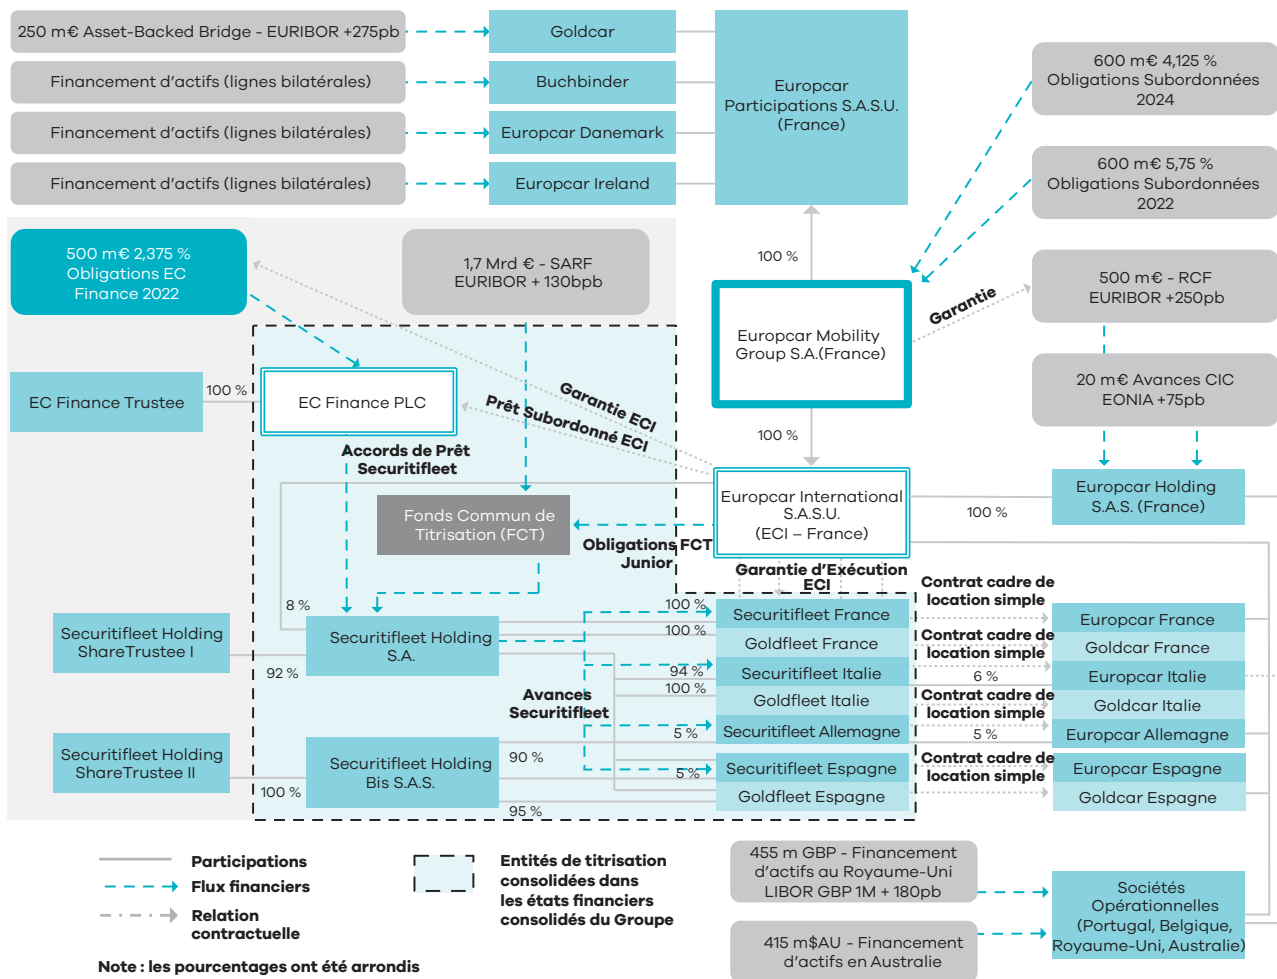 250 m€ Asset-Backed Bridge - EURIBOR +275pb
Goldcar
Financement d'actifs (lignes bilatérales)
Buchbinder
Financement d'actifs (lignes bilatérales)
Europcar Danemark
Financement d'actifs (lignes bilatérales)
Europcar Ireland
Europcar
Participations S.A.S.U.
(France)
600 m€ 4,125 %
Obligations Subordonnées
2024
600 m€ 5,75 %
Obligations Subordonnées
2022
500 m€ 2,375 %
Obligations EC
Finance 2022
1,7 Mrd € - SARF
EURIBOR + 130bpb
100 %
500 m€ - RCF
EURIBOR +250pb
Garantie
Europcar Mobility
Group S.A.(France)
20 m€ Avances CIC
EONIA +75pb
EC Finance Trustee
100 %
EC Finance PLC
Garantie ECI
Prêt Subordonné ECI
100 %
Accords de Prêt
Securitifleet
Fonds Commun de
Titrisation (FCT)
Obligations FCT
Junior
Europcar International
S.A.S.U.
(ECI – France)
100 %
Europcar Holding
S.A.S. (France)
Garantie d'Exécution
ECI
8 %
Securitifleet Holding
ShareTrustee I
92 %
Securitifleet Holding
S.A.
100 %
Securitifleet France
100 %
Goldfleet France
94 %
Securitifleet Italie
100 %
Goldfleet Italie
5 %
Securitifleet Allemagne
Avances
Securitifleet
Contrat cadre de
location simple
Europcar France
Contrat cadre de
location simple
Goldcar France
6 %
Europcar Italie
Contrat cadre de
location simple
Goldcar Italie
5 %
Europcar Allemagne
Securitifleet Holding
ShareTrustee II
100 %
Securitifleet Holding
Bis S.A.S.
90 %
5 %
95 %
Securitifleet Espagne
Goldfleet Espagne
Contrat cadre de
location simple
Europcar Espagne
Goldcar Espagne
Participations
Flux financiers
Relation
contractuelle
Entités de titrisation
consolidées dans
les états financiers
consolidés du Groupe
455 m GBP - Financement
d'actifs au Royaume-Uni
LIBOR GBP 1M + 180pb
415 m$AU - Financement
d'actifs en Australie
Sociétés
Opérationnelles
(Portugal, Belgique,
Royaume-Uni, Australie)
Note : les pourcentages ont été arrondis